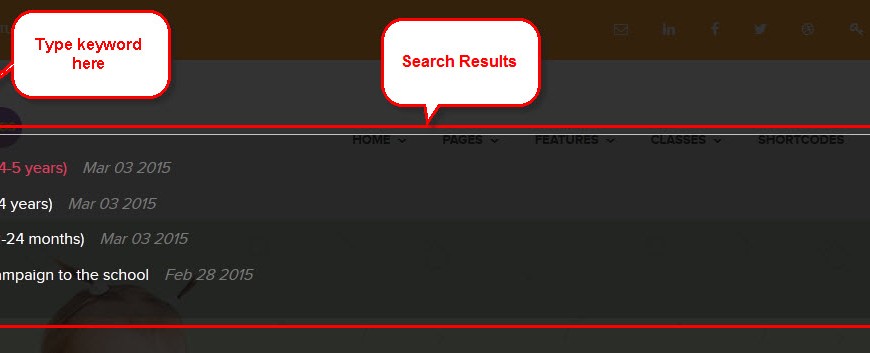 Type keyword
here
Search Results
HOME PAGES FEATURES CLASSES SHORTCODES
4-5 years) Mar 03 2015
4 years) Mar 03 2015
-24 months) Mar 03 2015
ampaign to the school Feb 28 2015